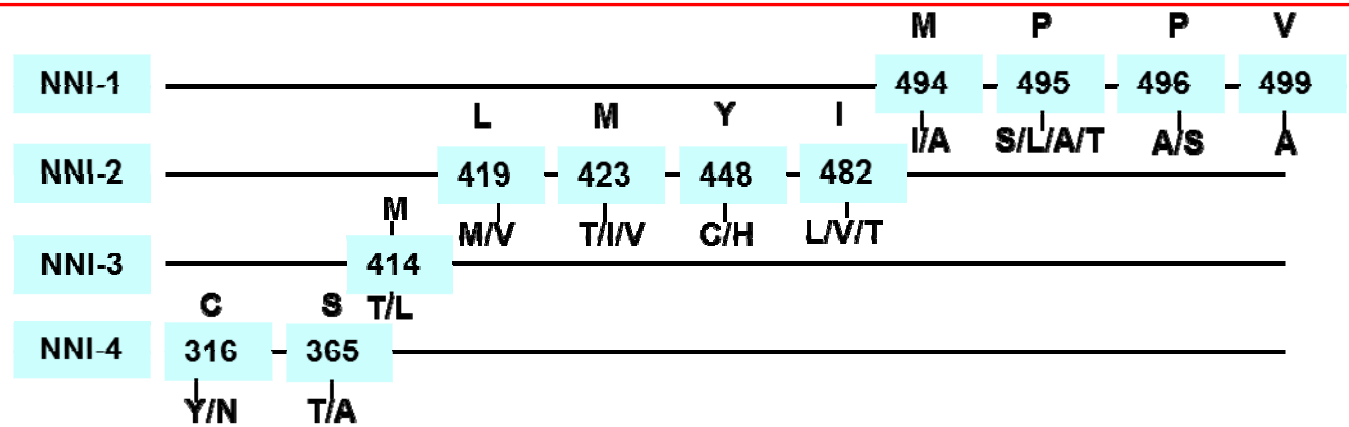 M P P V
NNI-1 494 495 496 499
I/A S/L/A/T A/S A
L M Y I
NNI-2 419 423 448 482
M/V T/I/V C/H L/V/T
M
NNI-3 414
T/L
C S
NNI-4 316 365
Y/N T/A